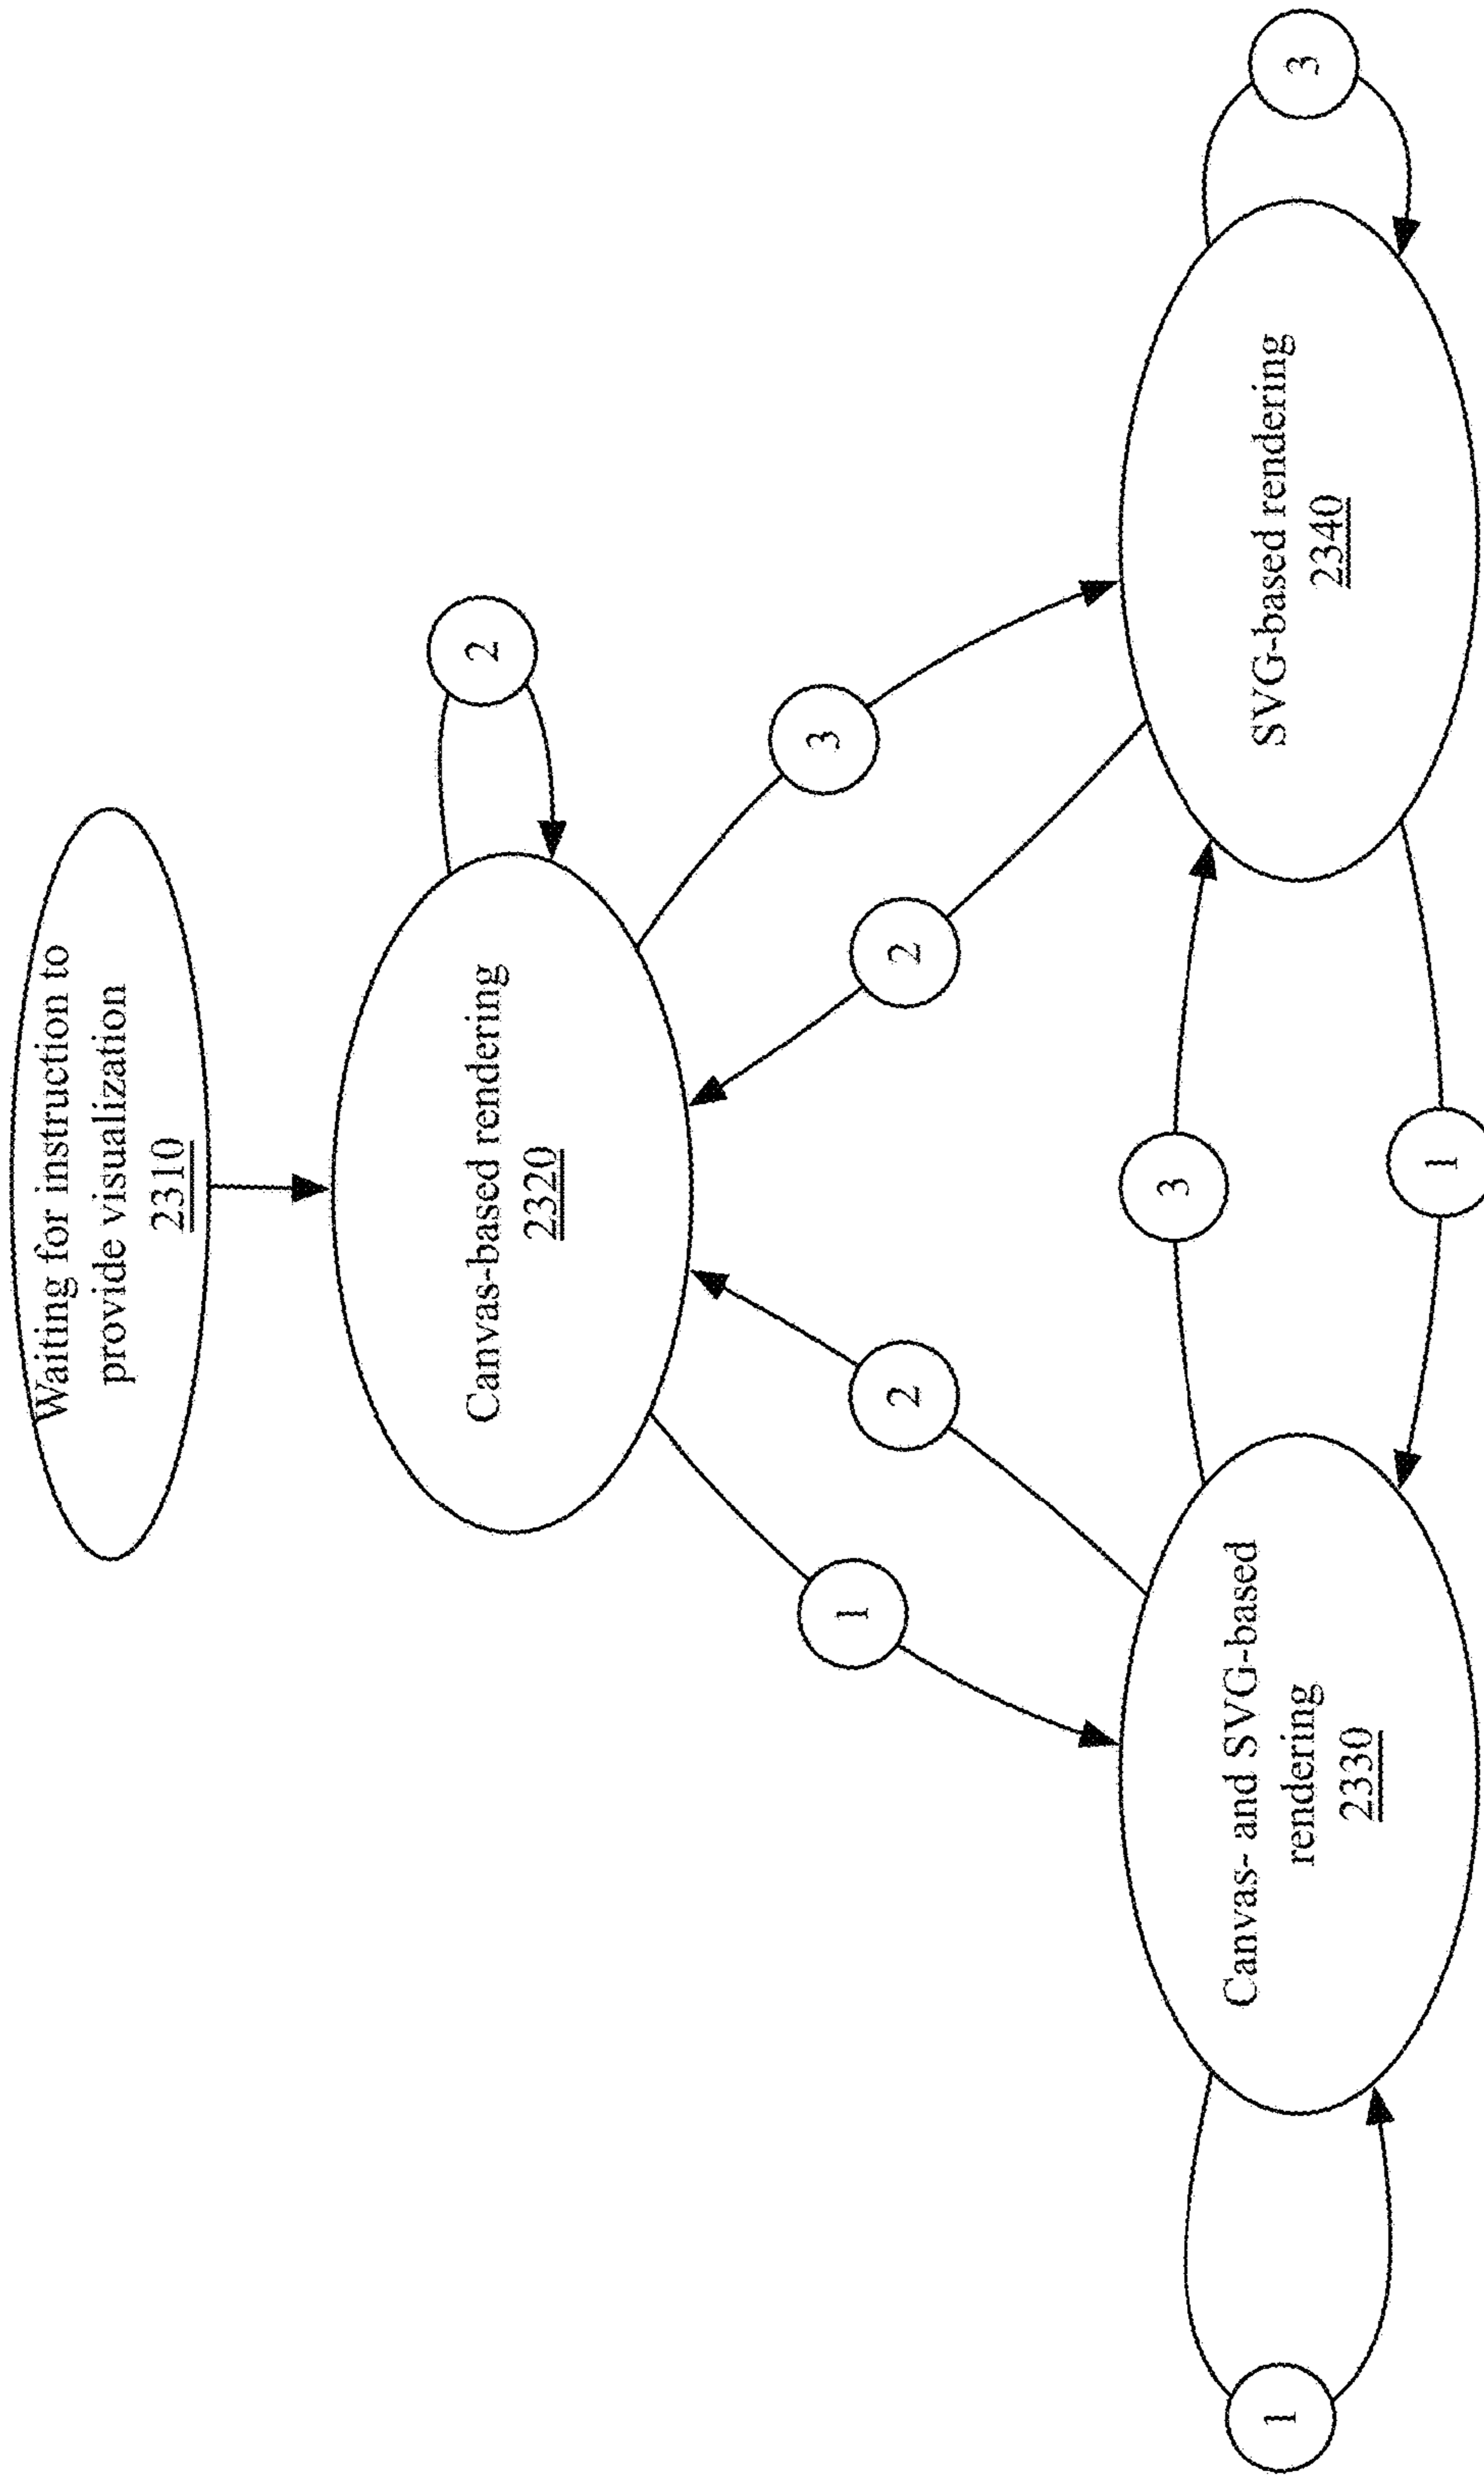 Waiting for instruction to
provide visualization
2310
Canvas-based rendering
2320
2
1
2
2
3
Canvas- and SVG-based
rendering
2330
1
3
1
SVG-based rendering
2340
3